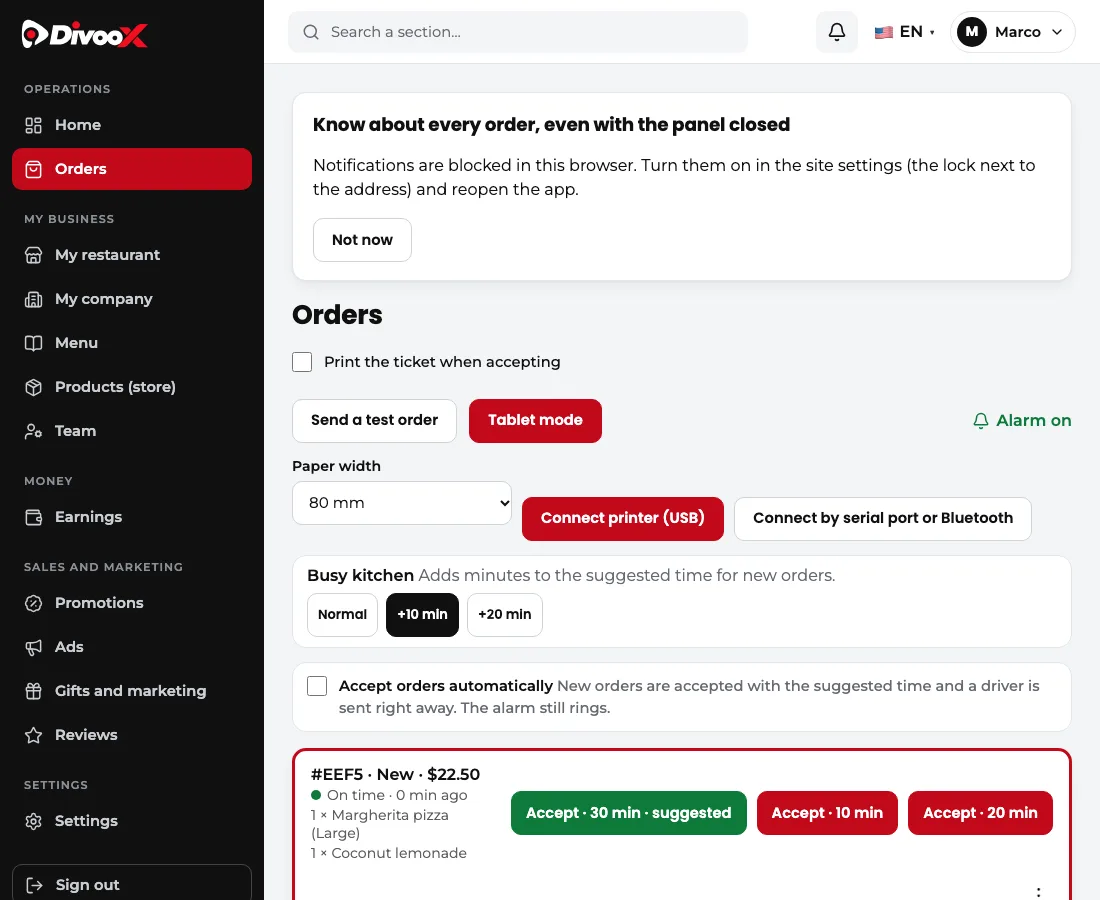 DivooX
OPERATIONS
Home
Orders
MY BUSINESS
My restaurant
My company
Menu
Products (store)
Team
MONEY
Earnings
SALES AND MARKETING
Promotions
Ads
Gifts and marketing
Reviews
SETTINGS
Settings
Sign out
Search a section...
EN
M
Marco
Know about every order, even with the panel closed
Notifications are blocked in this browser. Turn them on in the site settings (the lock next to
the address) and reopen the app.
Not now
Orders
Print the ticket when accepting
Send a test order
Tablet mode
Alarm on
Paper width
80 mm
Connect printer (USB)
Connect by serial port or Bluetooth
Busy kitchen Adds minutes to the suggested time for new orders.
Normal
+10 min
+20 min
Accept orders automatically New orders are accepted with the suggested time and a driver is
sent right away. The alarm still rings.
#EEF5 · New · $22.50
On time · 0 min ago
1 × Margherita pizza
(Large)
1 × Coconut lemonade
Accept · 30 min · suggested
Accept · 10 min
Accept · 20 min